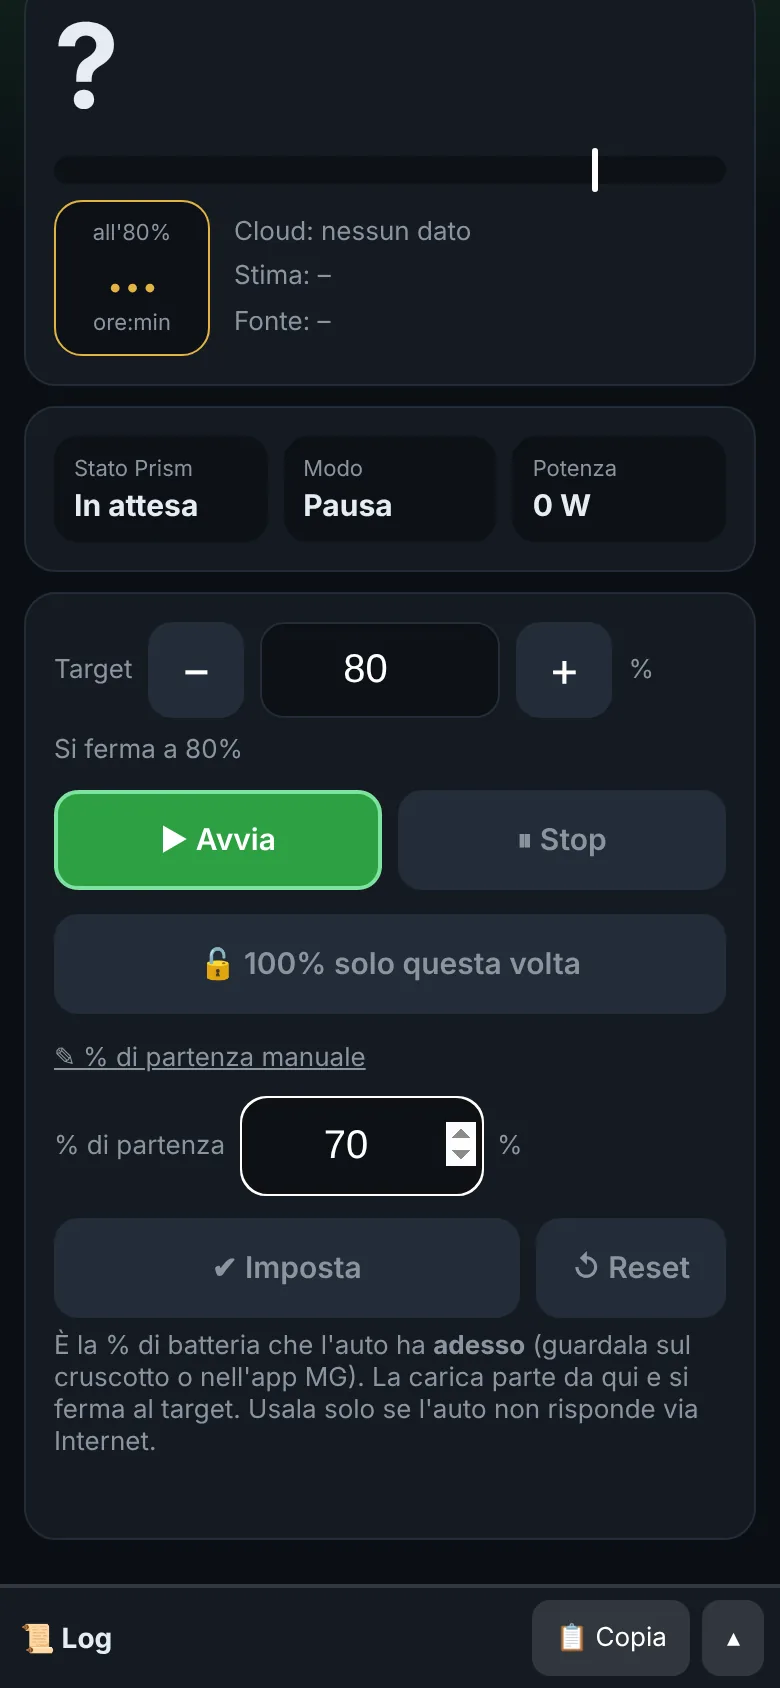 ?
all'80%
...
ore:min
Cloud: nessun dato
Stima: –
Fonte: –
Stato Prism
In attesa
Modo
Pausa
Potenza
0 W
Target − 80 + %
Si ferma a 80%
▶ Avvia
⏸ Stop
🔓 100% solo questa volta
✎ % di partenza manuale
% di partenza 70 %
✔ Imposta
↺ Reset
È la % di batteria che l'auto ha adesso (guardala sul
cruscotto o nell'app MG). La carica parte da qui e si
ferma al target. Usala solo se l'auto non risponde via
Internet.
📜 Log
📋 Copia
▲